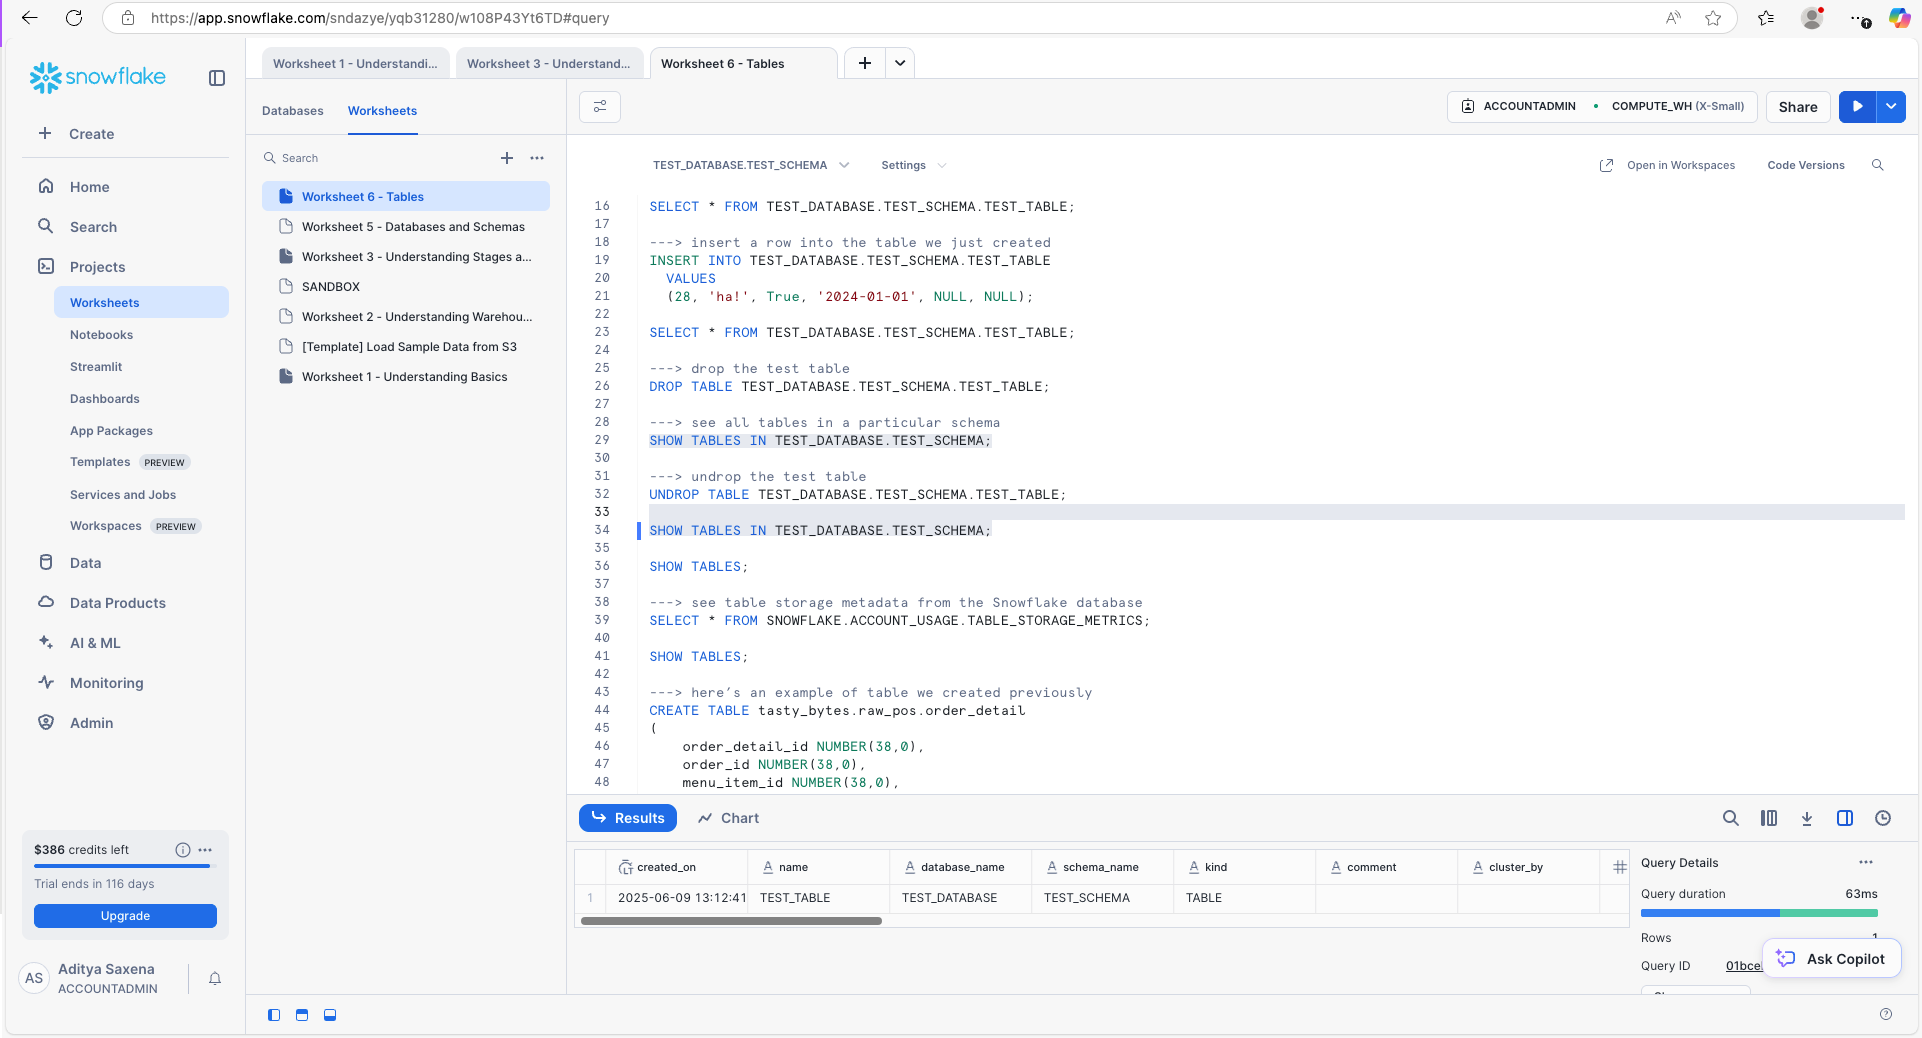 https://app.snowflake.com/sndazye/yqb31280/w108P43Yt6TD#query
snowflake
Create
Home
Search
Projects
Worksheets
Notebooks
Streamlit
Dashboards
App Packages
Templates PREVIEW
Services and Jobs
Workspaces PREVIEW
Data
Data Products
AI & ML
Monitoring
Admin
$386 credits left
Trial ends in 116 days
Upgrade
AS
Aditya Saxena
ACCOUNTADMIN
Worksheet 1 - Understandi...
Worksheet 3 - Understand...
Worksheet 6 - Tables
Databases
Worksheets
Search
Worksheet 6 - Tables
Worksheet 5 - Databases and Schemas
Worksheet 3 - Understanding Stages a...
SANDBOX
Worksheet 2 - Understanding Warehou...
[Template] Load Sample Data from S3
Worksheet 1 - Understanding Basics
ACCOUNTADMIN • COMPUTE_WH (X-Small)
Share
TEST_DATABASE.TEST_SCHEMA
Settings
Open in Workspaces
Code Versions
16 SELECT * FROM TEST_DATABASE.TEST_SCHEMA.TEST_TABLE;
17
18 ---> insert a row into the table we just created
19 INSERT INTO TEST_DATABASE.TEST_SCHEMA.TEST_TABLE
20 VALUES
21 (28, 'ha!', True, '2024-01-01', NULL, NULL);
22
23 SELECT * FROM TEST_DATABASE.TEST_SCHEMA.TEST_TABLE;
24
25 ---> drop the test table
26 DROP TABLE TEST_DATABASE.TEST_SCHEMA.TEST_TABLE;
27
28 ---> see all tables in a particular schema
29 SHOW TABLES IN TEST_DATABASE.TEST_SCHEMA;
30
31 ---> undrop the test table
32 UNDROP TABLE TEST_DATABASE.TEST_SCHEMA.TEST_TABLE;
33
34 SHOW TABLES IN TEST_DATABASE.TEST_SCHEMA;
35
36 SHOW TABLES;
37
38 ---> see table storage metadata from the Snowflake database
39 SELECT * FROM SNOWFLAKE.ACCOUNT_USAGE.TABLE_STORAGE_METRICS;
40
41 SHOW TABLES;
42
43 ---> here's an example of table we created previously
44 CREATE TABLE tasty_bytes.raw_pos.order_detail
45 (
46 order_detail_id NUMBER(38,0),
47 order_id NUMBER(38,0),
48 menu_item_id NUMBER(38,0),
Results
Chart
created_on A name A database_name A schema_name A kind A comment A cluster_by #
1 2025-06-09 13:12:41 TEST_TABLE TEST_DATABASE TEST_SCHEMA TABLE
Query Details
Query duration 63ms
Rows 1
Query ID 01bce
Ask Copilot